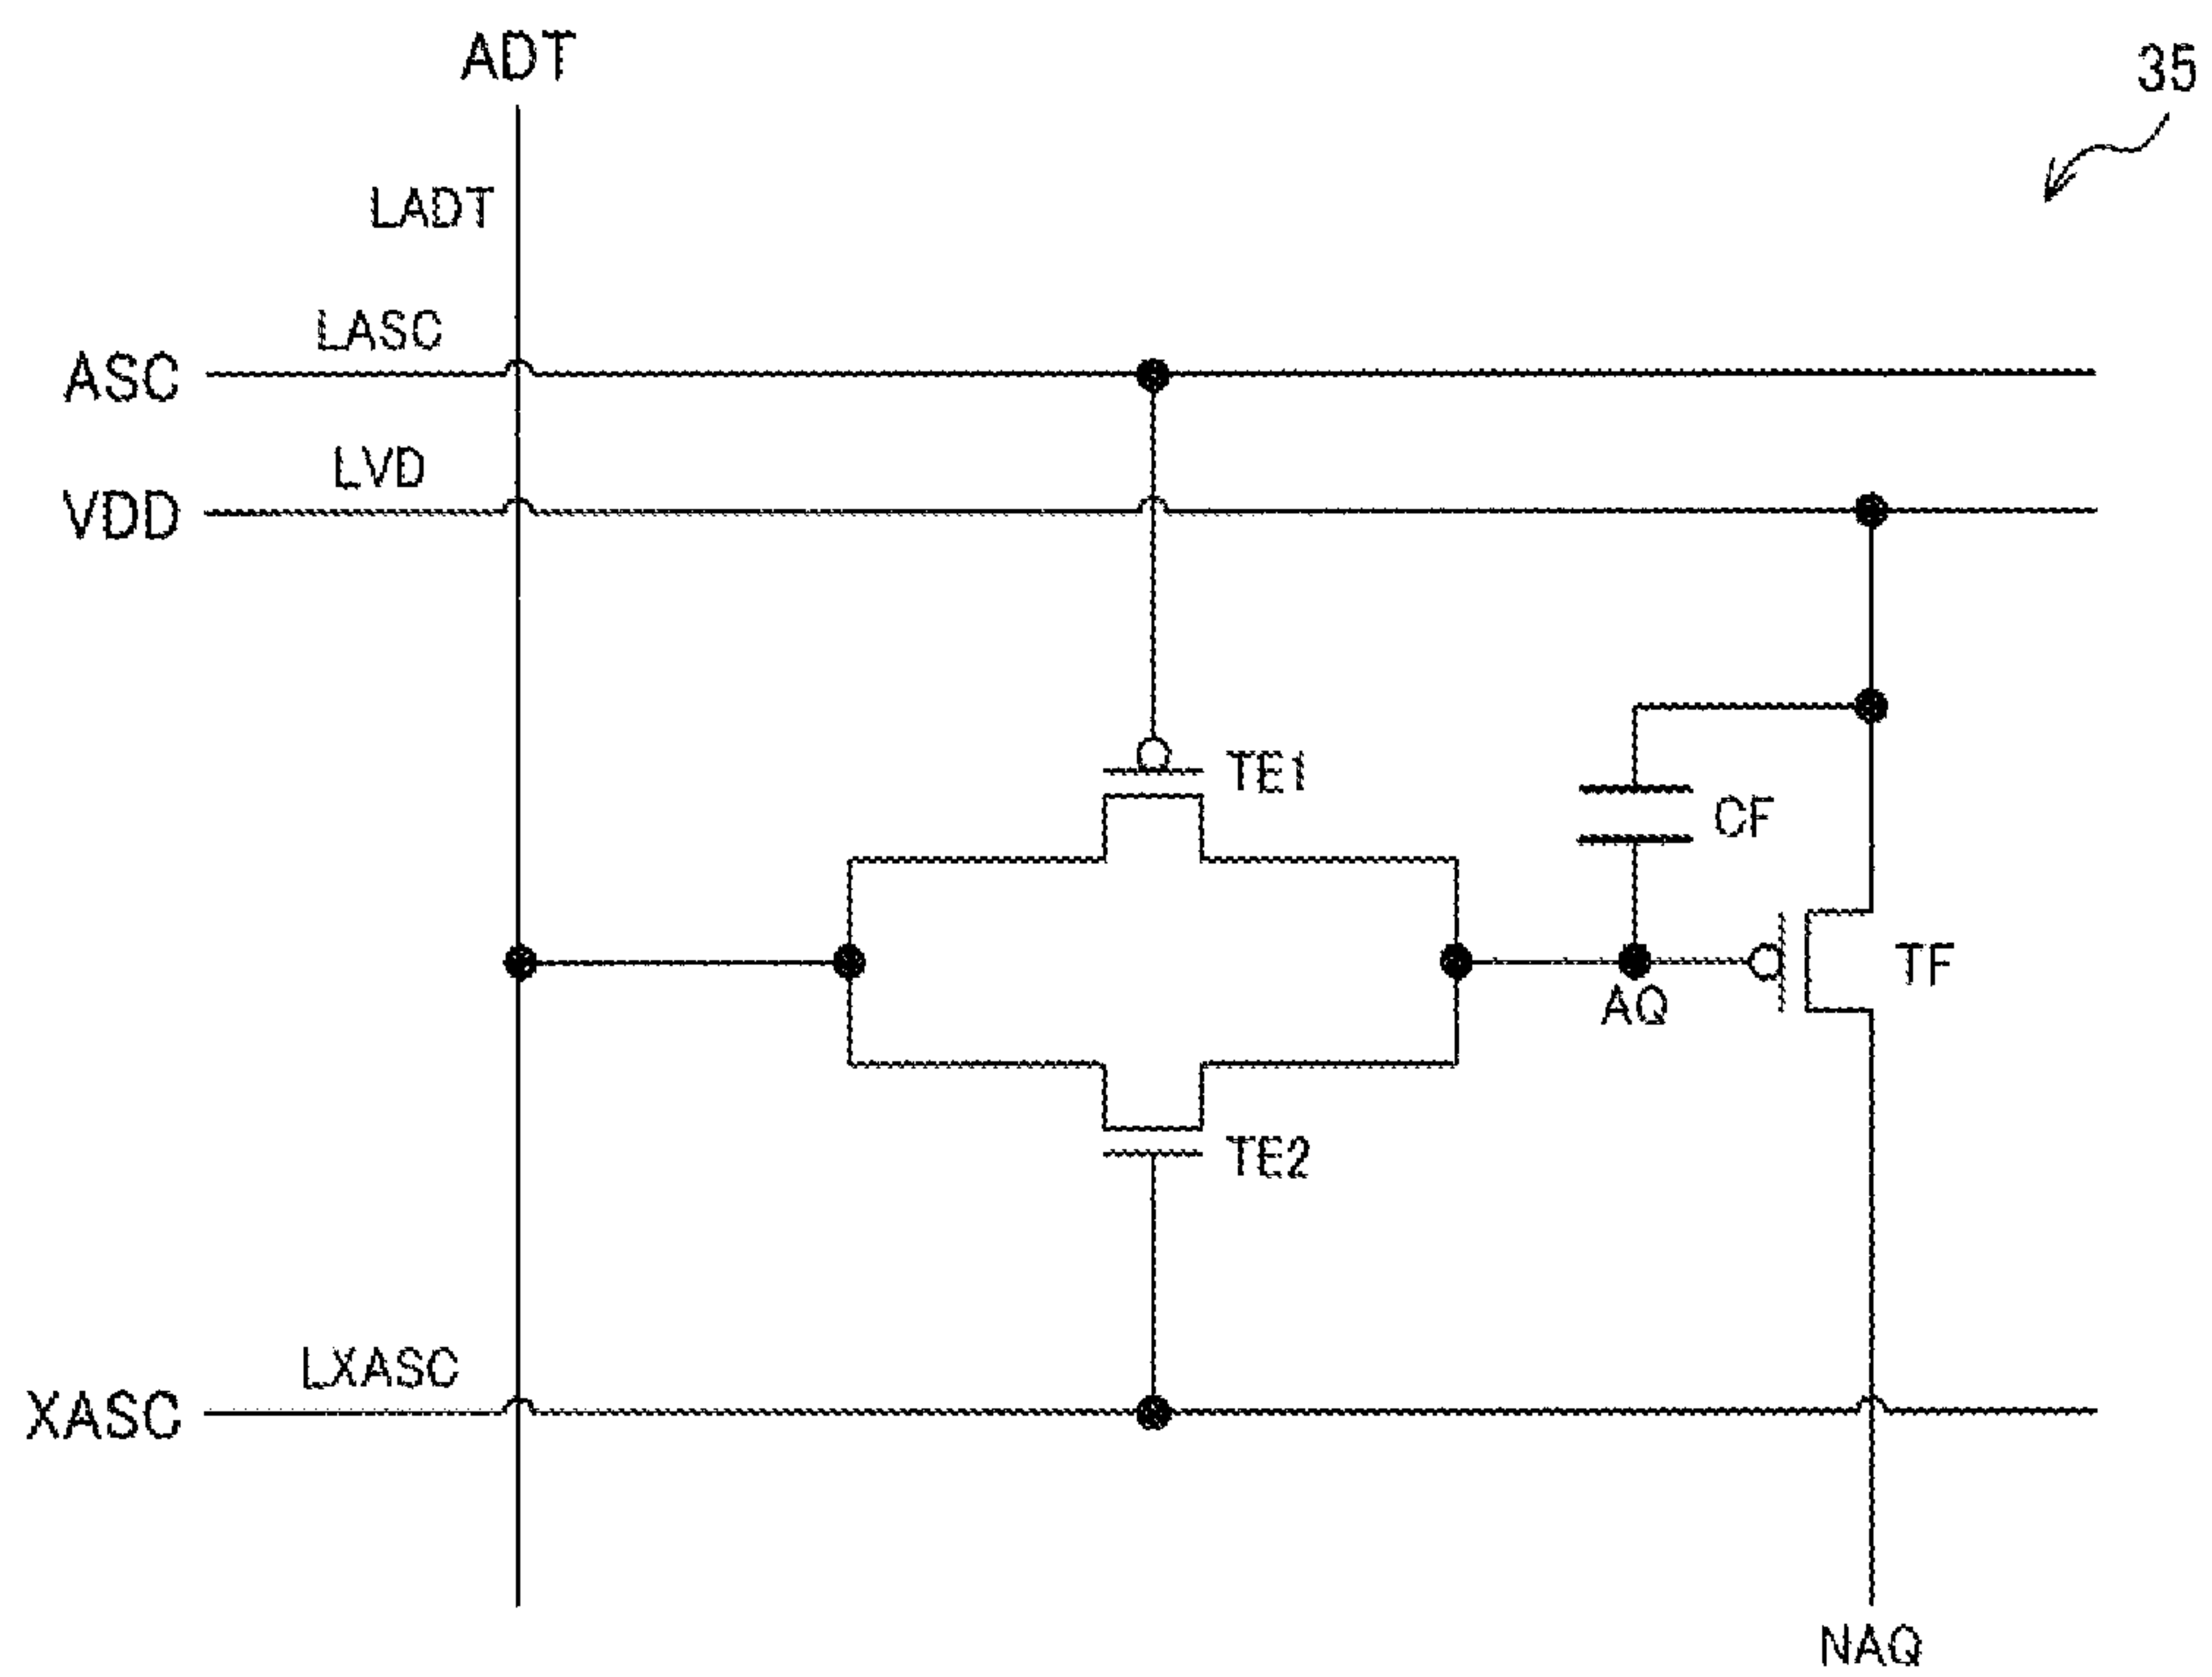 ADT
35
LADT
LASC
ASC
LVD
VDD
TE1
CF
TF
AQ
TE2
LXASC
XASC
NAQ